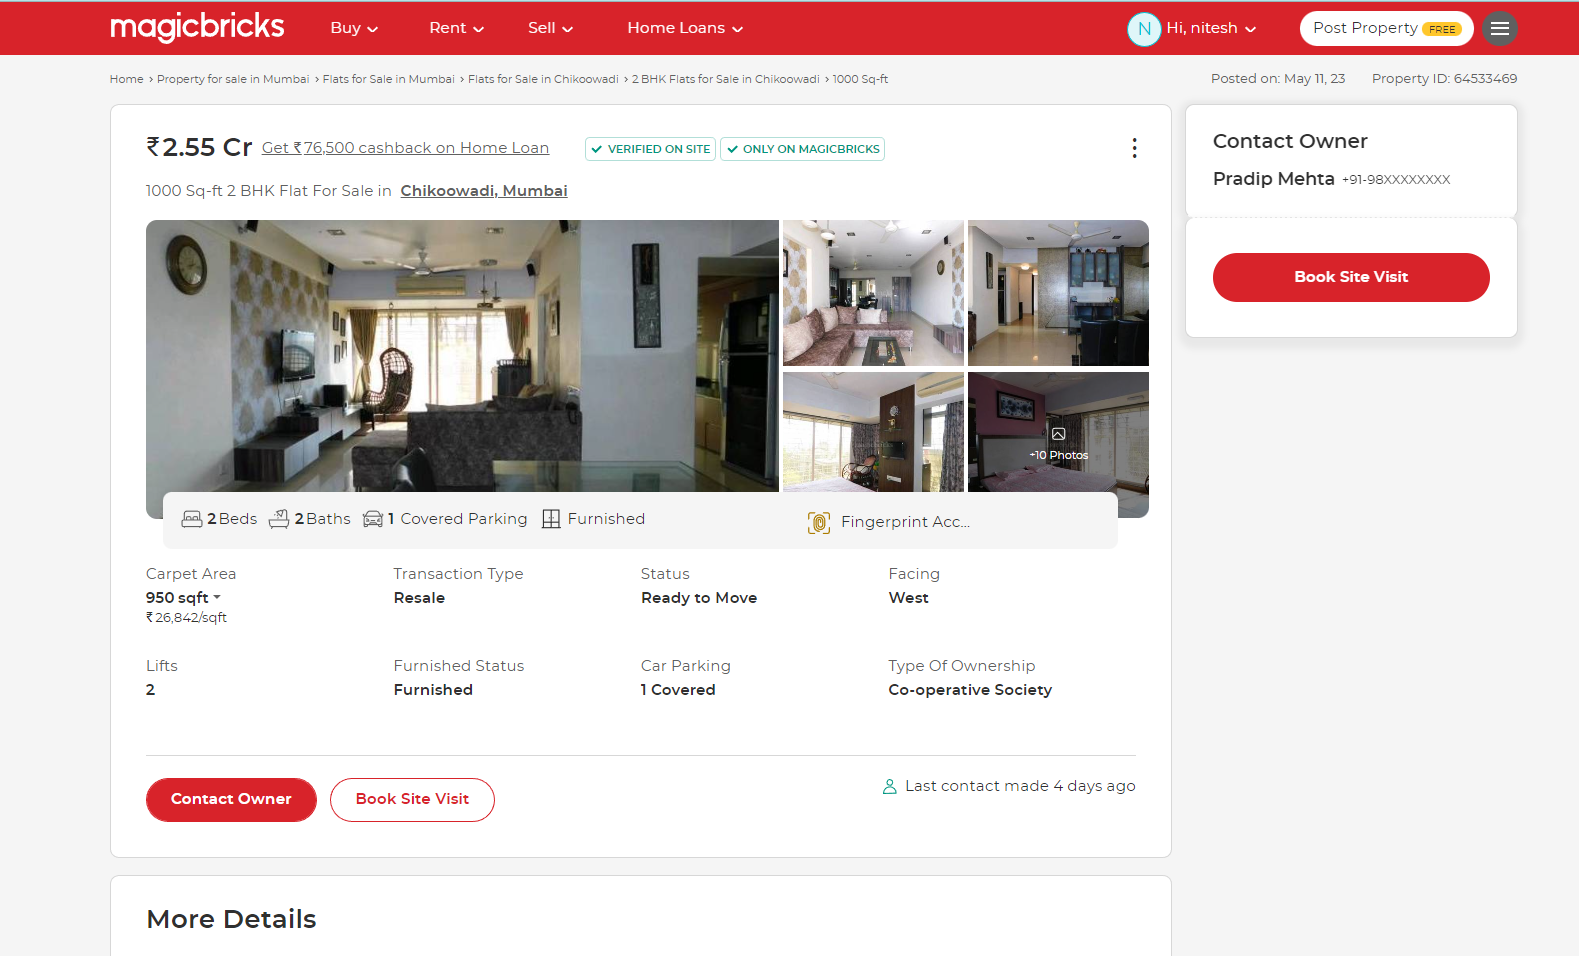 magicbricks
Buy
Rent
Sell
Home Loans
N
Hi, nitesh
Post Property FREE
Home › Property for sale in Mumbai › Flats for Sale in Mumbai › Flats for Sale in Chikoowadi › 2 BHK Flats for Sale in Chikoowadi › 1000 Sq-ft
Posted on: May 11, 23
Property ID: 64533469
₹2.55 Cr
Get ₹76,500 cashback on Home Loan
VERIFIED ON SITE
ONLY ON MAGICBRICKS
1000 Sq-ft 2 BHK Flat For Sale in Chikoowadi, Mumbai
+10 Photos
2 Beds
2 Baths
1 Covered Parking
Furnished
Fingerprint Acc...
Carpet Area
950 sqft
₹26,842/sqft
Transaction Type
Resale
Status
Ready to Move
Facing
West
Lifts
2
Furnished Status
Furnished
Car Parking
1 Covered
Type Of Ownership
Co-operative Society
Contact Owner
Book Site Visit
Last contact made 4 days ago
More Details
Contact Owner
Pradip Mehta +91-98XXXXXXXX
Book Site Visit